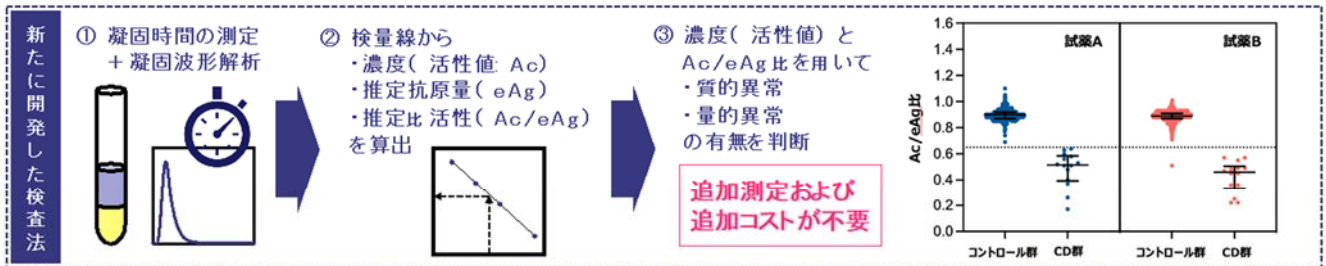 新たに開発した検査法
① 凝固時間の測定
＋凝固波形解析
② 検量線から
・濃度( 活性値: Ac)
・推定抗原量( eAg)
・推定比活性( Ac/eAg)
を算出
③ 濃度( 活性値) と
Ac/eAg 比を用いて
・質的異常
・量的異常
の有無を判断
追加測定および
追加コストが不要
Ac/eAg比
1.6
1.4
1.2
1.0
0.8
0.6
0.4
0.2
0.0
試薬A
試薬B
コントロール群
CD群
コントロール群
CD群